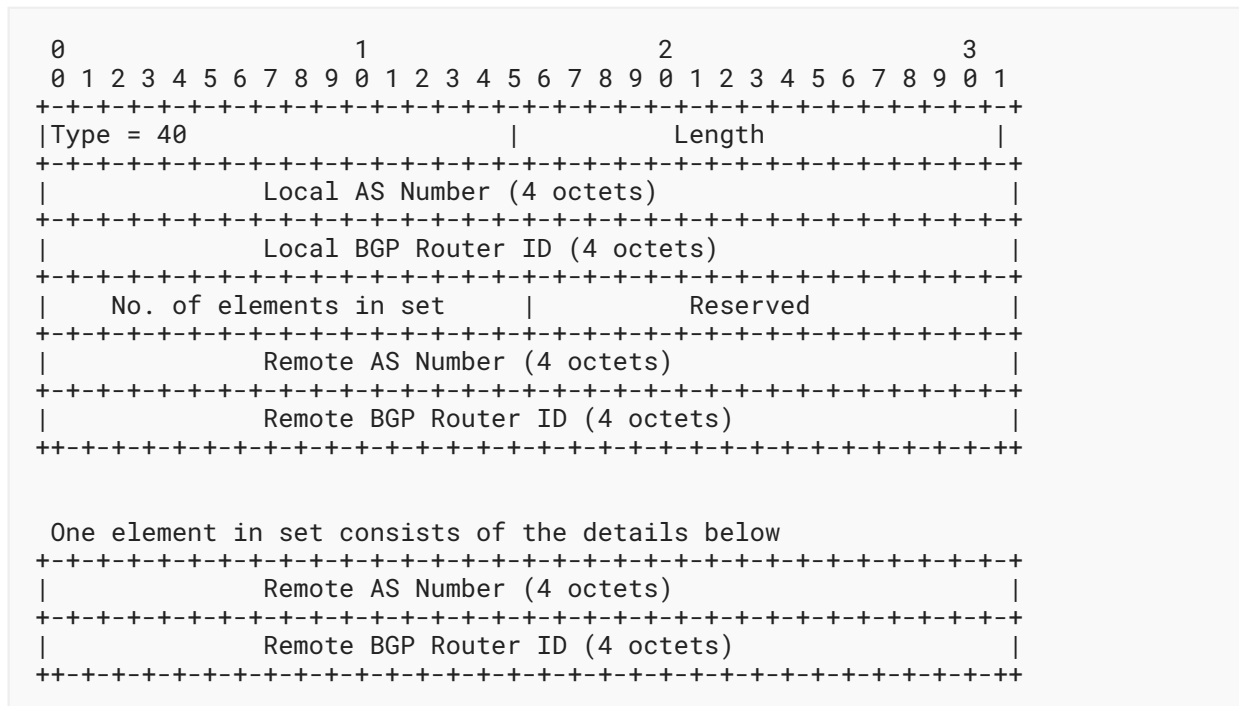 0                   1                   2                   3
 0 1 2 3 4 5 6 7 8 9 0 1 2 3 4 5 6 7 8 9 0 1 2 3 4 5 6 7 8 9 0 1
+-+-+-+-+-+-+-+-+-+-+-+-+-+-+-+-+-+-+-+-+-+-+-+-+-+-+-+-+-+-+-+-+
|Type = 40                     |          Length               |
+-+-+-+-+-+-+-+-+-+-+-+-+-+-+-+-+-+-+-+-+-+-+-+-+-+-+-+-+-+-+-+-+
|              Local AS Number (4 octets)                       |
+-+-+-+-+-+-+-+-+-+-+-+-+-+-+-+-+-+-+-+-+-+-+-+-+-+-+-+-+-+-+-+-+
|              Local BGP Router ID (4 octets)                   |
+-+-+-+-+-+-+-+-+-+-+-+-+-+-+-+-+-+-+-+-+-+-+-+-+-+-+-+-+-+-+-+-+
|    No. of elements in set     |          Reserved             |
+-+-+-+-+-+-+-+-+-+-+-+-+-+-+-+-+-+-+-+-+-+-+-+-+-+-+-+-+-+-+-+-+
|              Remote AS Number (4 octets)                      |
+-+-+-+-+-+-+-+-+-+-+-+-+-+-+-+-+-+-+-+-+-+-+-+-+-+-+-+-+-+-+-+-+
|              Remote BGP Router ID (4 octets)                  |
++-+-+-+-+-+-+-+-+-+-+-+-+-+-+-+-+-+-+-+-+-+-+-+-+-+-+-+-+-+-+-++

 One element in set consists of the details below
+-+-+-+-+-+-+-+-+-+-+-+-+-+-+-+-+-+-+-+-+-+-+-+-+-+-+-+-+-+-+-+-+
|              Remote AS Number (4 octets)                      |
+-+-+-+-+-+-+-+-+-+-+-+-+-+-+-+-+-+-+-+-+-+-+-+-+-+-+-+-+-+-+-+-+
|              Remote BGP Router ID (4 octets)                  |
++-+-+-+-+-+-+-+-+-+-+-+-+-+-+-+-+-+-+-+-+-+-+-+-+-+-+-+-+-+-+-++